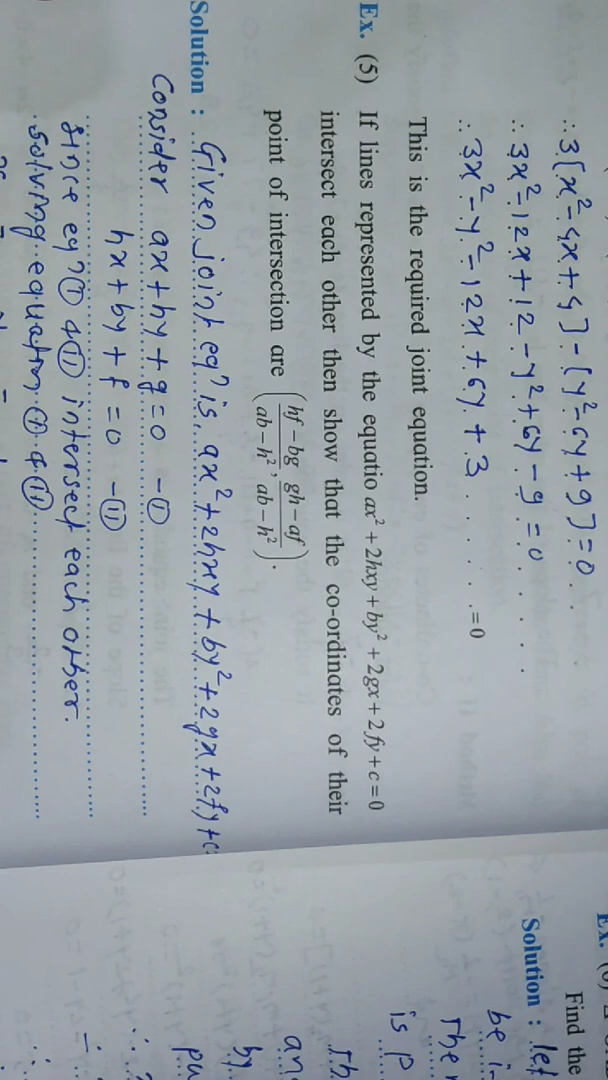 ∴ 3[x²-4x+4] - [y²-6y+9] = 0
∴ 3x²-12x+12-y²+6y-9=0
∴ 3x²-y²-12x+6y+3 =0
This is the required joint equation.
Ex. (5) If lines represented by the equatio ax² + 2hxy + by² + 2gx + 2fy + c = 0
intersect each other then show that the co-ordinates of their
point of intersection are ((hf – bg)/(ab – h²), (gh – af)/(ab – h²)).
Solution : Given joint eqⁿ is ax²+2hxy+by²+2gx+2fy+c
Consider ax+hy+g=0 -Ⓘ
hx+by+f=0 -Ⓘⓘ
since eqⁿ Ⓘ & Ⓘⓘ intersect each other.
solving equation Ⓘ & Ⓘⓘ
Find the
Solution : let
be i
The
is p
Th
an
by
pu